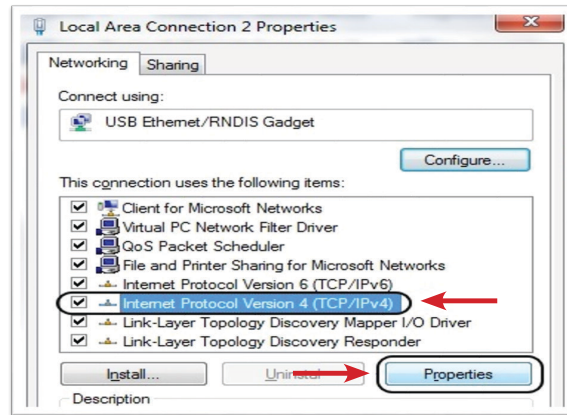 Local Area Connection 2 Properties
Networking Sharing
Connect using:
USB Ethernet/RNDIS Gadget
Configure...
This connection uses the following items:
Client for Microsoft Networks
Virtual PC Network Filter Driver
QoS Packet Scheduler
File and Printer Sharing for Microsoft Networks
Internet Protocol Version 6 (TCP/IPv6)
Internet Protocol Version 4 (TCP/IPv4)
Link-Layer Topology Discovery Mapper I/O Driver
Link-Layer Topology Discovery Responder
Install... Uninstall Properties
Description